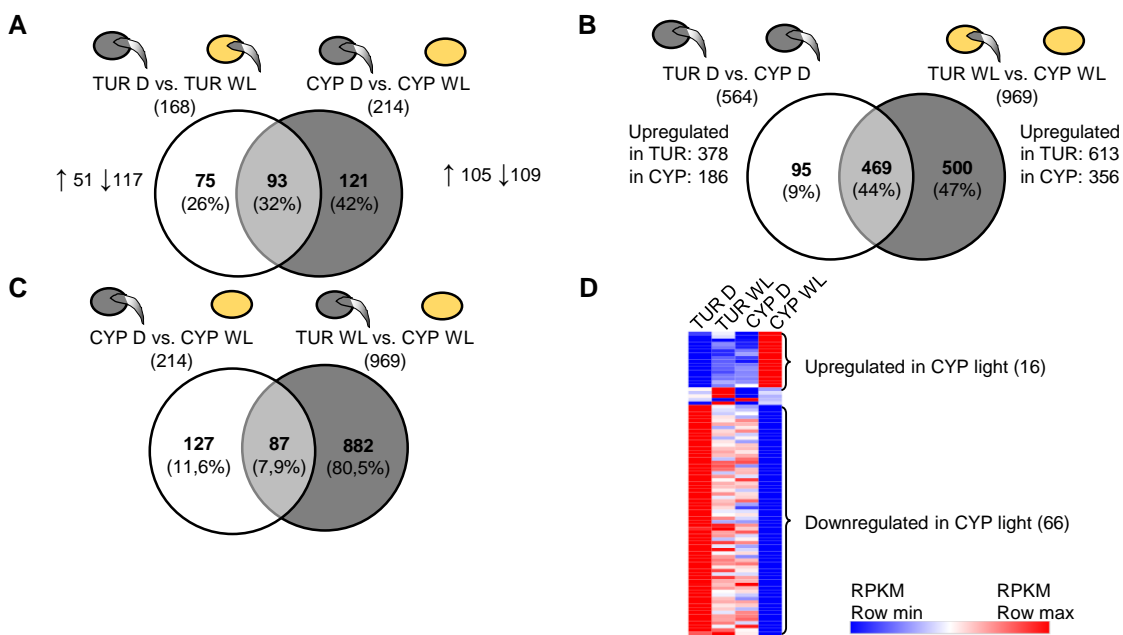 A
TUR D vs. TUR WL
(168)
CYP D vs. CYP WL
(214)
↑ 51 ↓117
75
(26%)
93
(32%)
121
(42%)
↑ 105 ↓109
B
TUR D vs. CYP D
(564)
TUR WL vs. CYP WL
(969)
Upregulated
in TUR: 378
in CYP: 186
95
(9%)
469
(44%)
500
(47%)
Upregulated
in TUR: 613
in CYP: 356
C
CYP D vs. CYP WL
(214)
TUR WL vs. CYP WL
(969)
127
(11,6%)
87
(7,9%)
882
(80,5%)
D
TUR D
TUR WL
CYP D
CYP WL
Upregulated in CYP light (16)
Downregulated in CYP light (66)
RPKM
Row min
RPKM
Row max